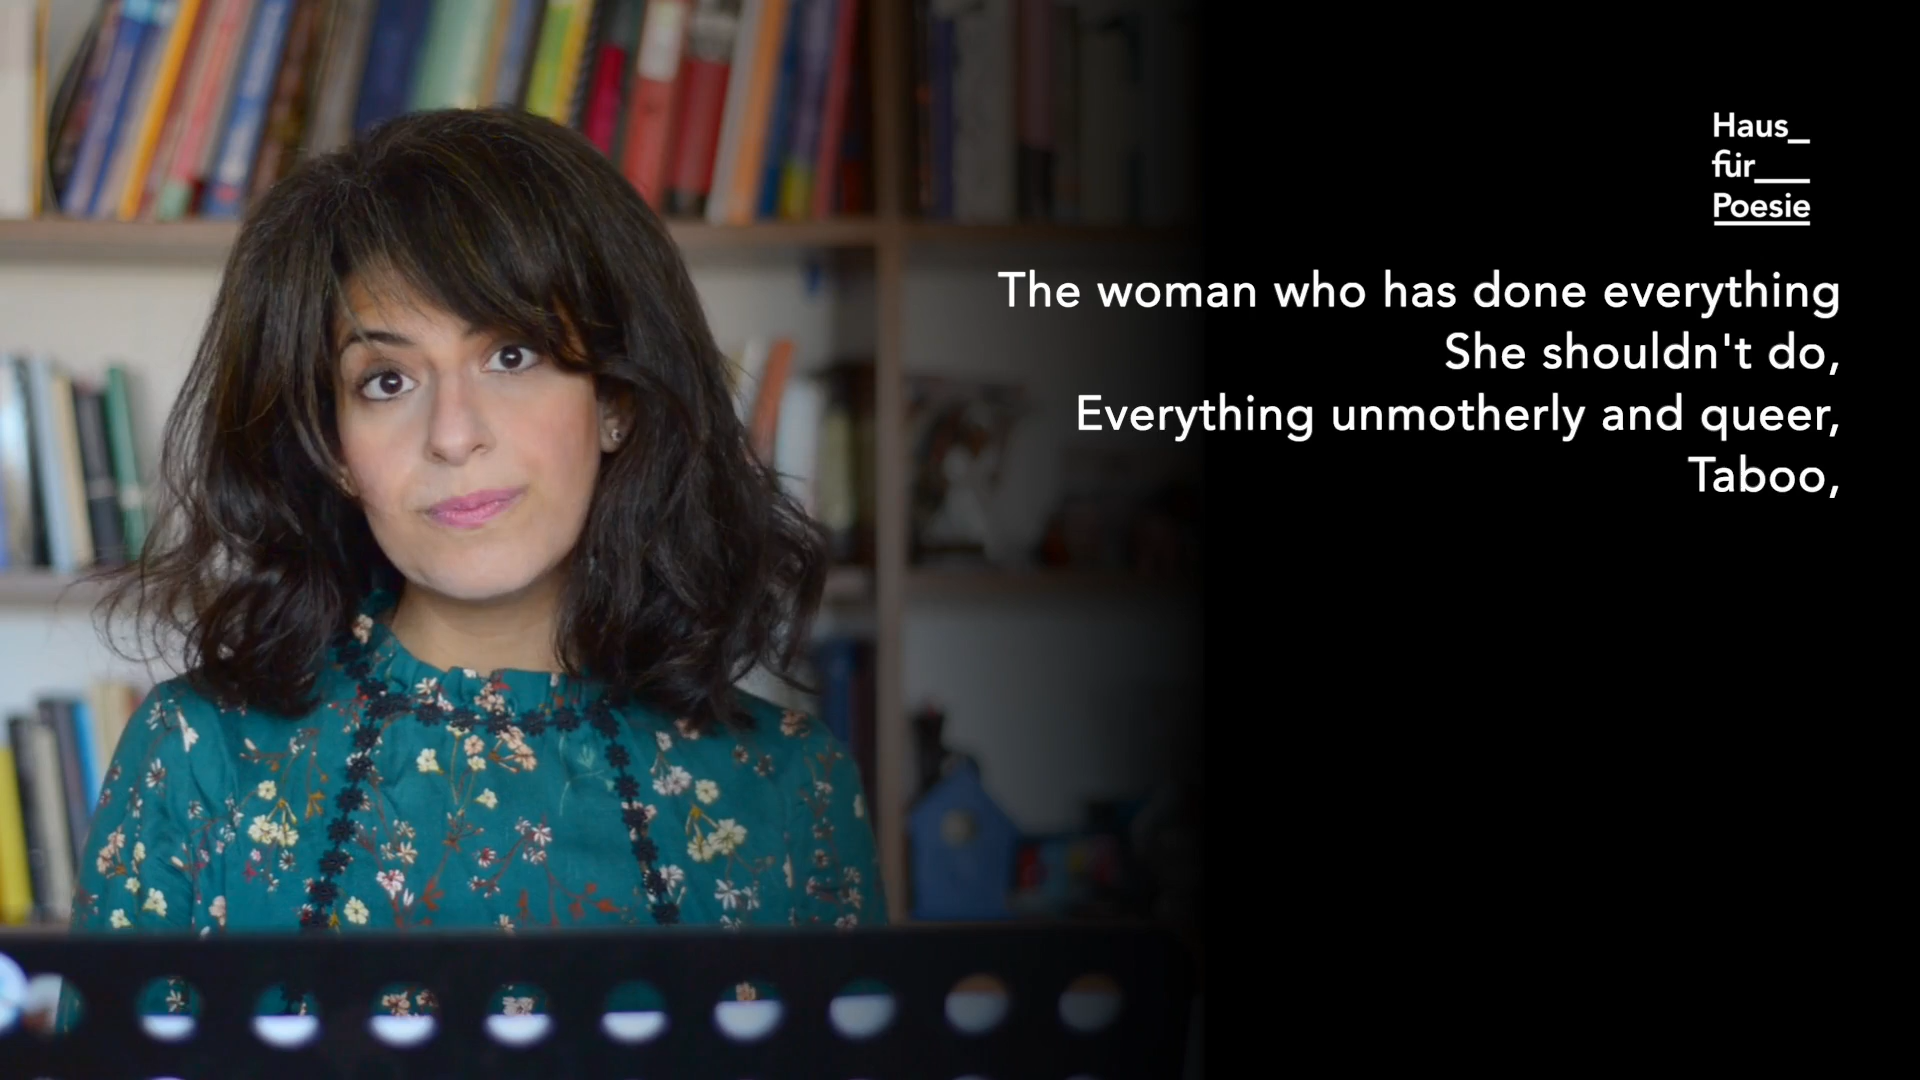 Haus_
für___
Poesie
The woman who has done everything
She shouldn't do,
Everything unmotherly and queer,
Taboo,